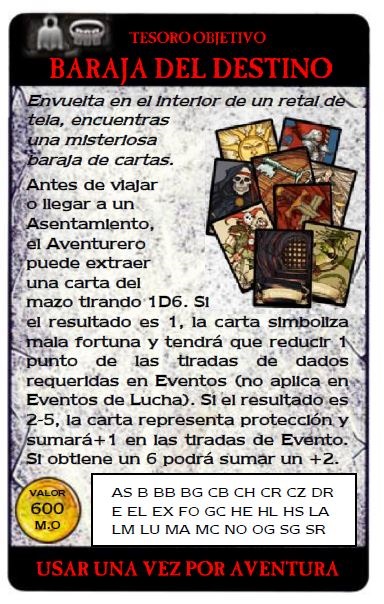 TESORO OBJETIVO
BARAJA DEL DESTINO
Envuelta en el interior de un retal de
tela, encuentras
una misteriosa
baraja de cartas.
Antes de viajar
o llegar a un
Asentamiento,
el Aventurero
puede extraer
una carta del
mazo tirando 1D6. Si
el resultado es 1, la carta simboliza
mala fortuna y tendrá que reducir 1
punto de las tiradas de dados
requeridas en Eventos (no aplica en
Eventos de Lucha). Si el resultado es
2-5, la carta representa protección y
sumará+1 en las tiradas de Evento.
Si obtiene un 6 podrá sumar un +2.
VALOR
600
M.O
AS B BB BG CB CH CR CZ DR
E EL EX FO GC HE HL HS LA
LM LU MA MC NO OG SG SR
USAR UNA VEZ POR AVENTURA